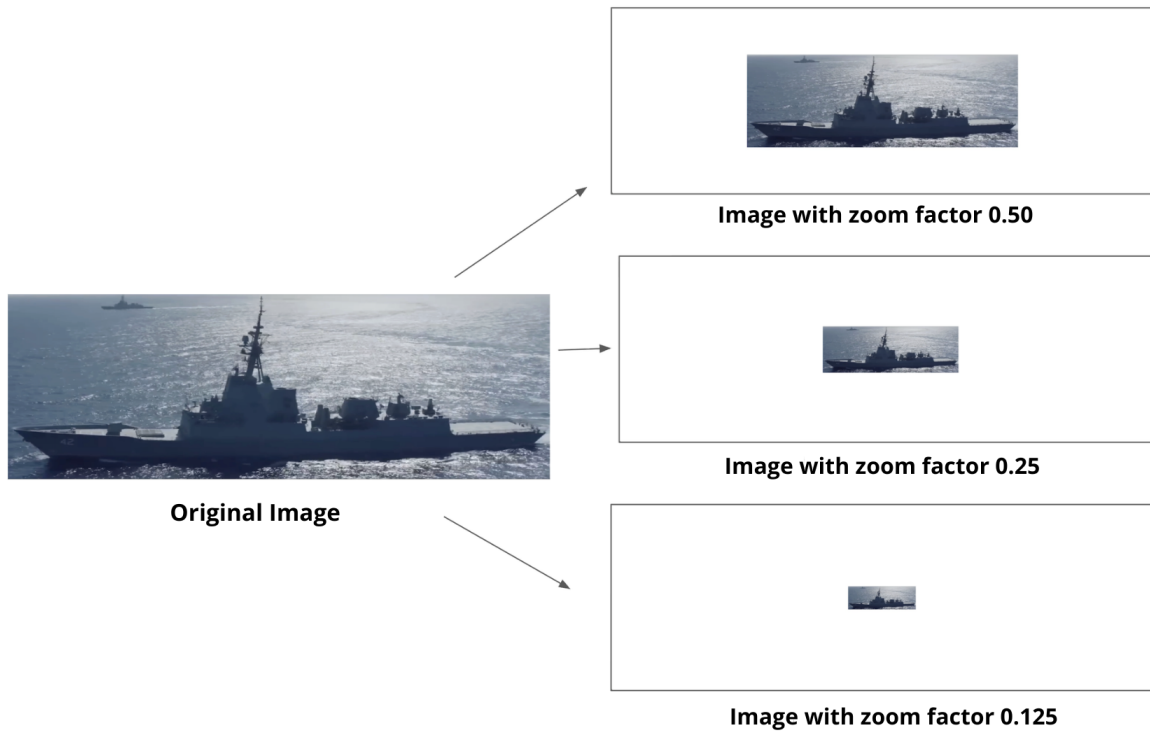 Image with zoom factor 0.50
42
Original Image
Image with zoom factor 0.25
Image with zoom factor 0.125